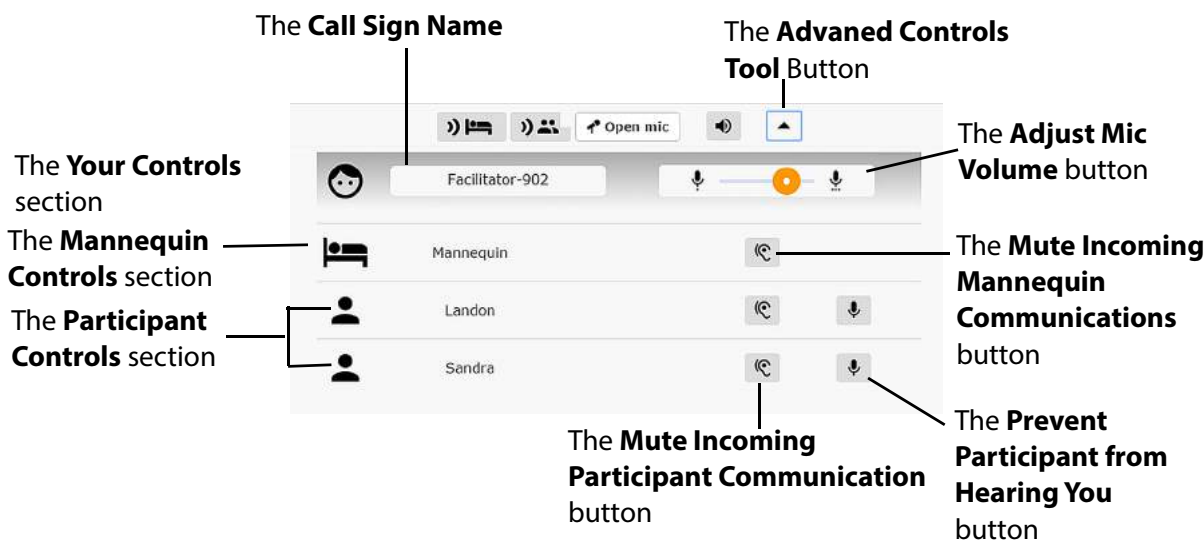 The Call Sign Name
The Advaned Controls
Tool Button
Open mic
The Adjust Mic
Volume button
The Your Controls
section
Facilitator-902
The Mannequin
Controls section
Mannequin
The Mute Incoming
Mannequin
Communications
button
The Participant
Controls section
Landon
Sandra
The Mute Incoming
Participant Communication
button
The Prevent
Participant from
Hearing You
button